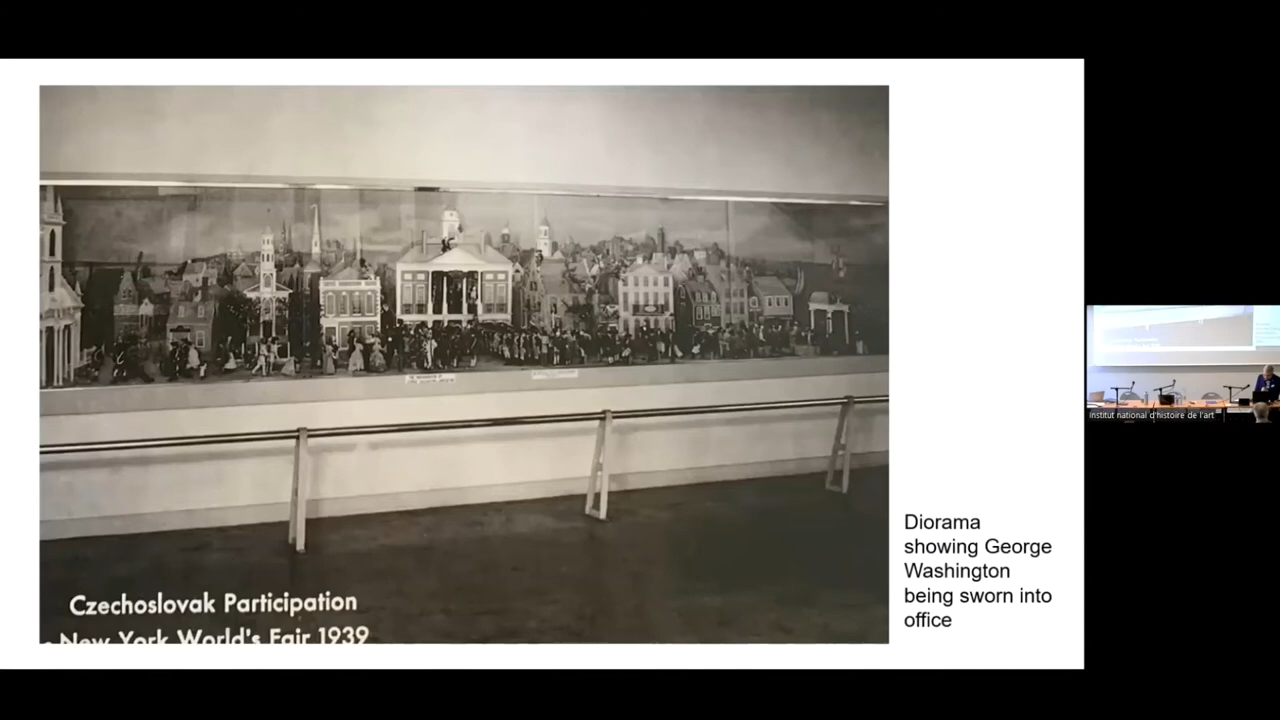 Czechoslovak Participation
New York World's Fair 1939
Diorama
showing George
Washington
being sworn into
office
Institut national d'histoire de l'art